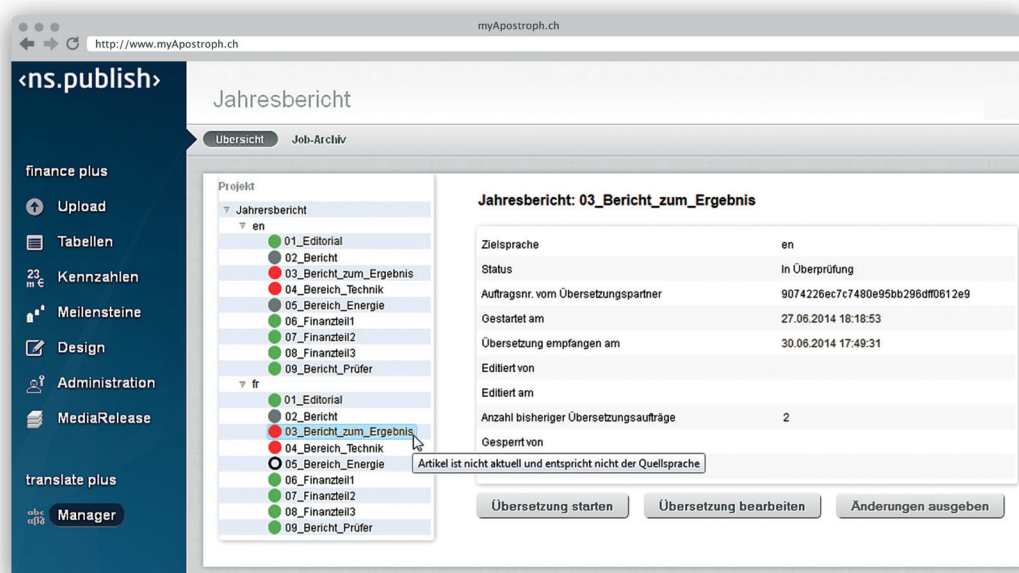 myApostroph.ch
http://www.myApostroph.ch
‹ns.publish›
Jahresbericht
Übersicht Job-Archiv
finance plus
Upload
Tabellen
23, m € Kennzahlen
Meilensteine
Design
Administration
MediaRelease
translate plus
abc αβδ Manager
Projekt
Jahrersbericht
en
01_Editorial
02_Bericht
03_Bericht_zum_Ergebnis
04_Bereich_Technik
05_Bereich_Energie
06_Finanzteil1
07_Finanzteil2
08_Finanzteil3
09_Bericht_Prüfer
fr
01_Editorial
02_Bericht
03_Bericht_zum_Ergebnis
04_Bereich_Technik
05_Bereich_Energie
06_Finanzteil1
07_Finanzteil2
08_Finanzteil3
09_Bericht_Prüfer
Jahresbericht: 03_Bericht_zum_Ergebnis
Zielsprache en
Status In Überprüfung
Auftragsnr. vom Übersetzungspartner 9074226ec7c7480e95bb296dff0612e9
Gestartet am 27.06.2014 18:18:53
Übersetzung empfangen am 30.06.2014 17:49:31
Editiert von
Editiert am
Anzahl bisheriger Übersetzungsaufträge 2
Gesperrt von
Artikel ist nicht aktuell und entspricht nicht der Quellsprache
Übersetzung starten Übersetzung bearbeiten Änderungen ausgeben